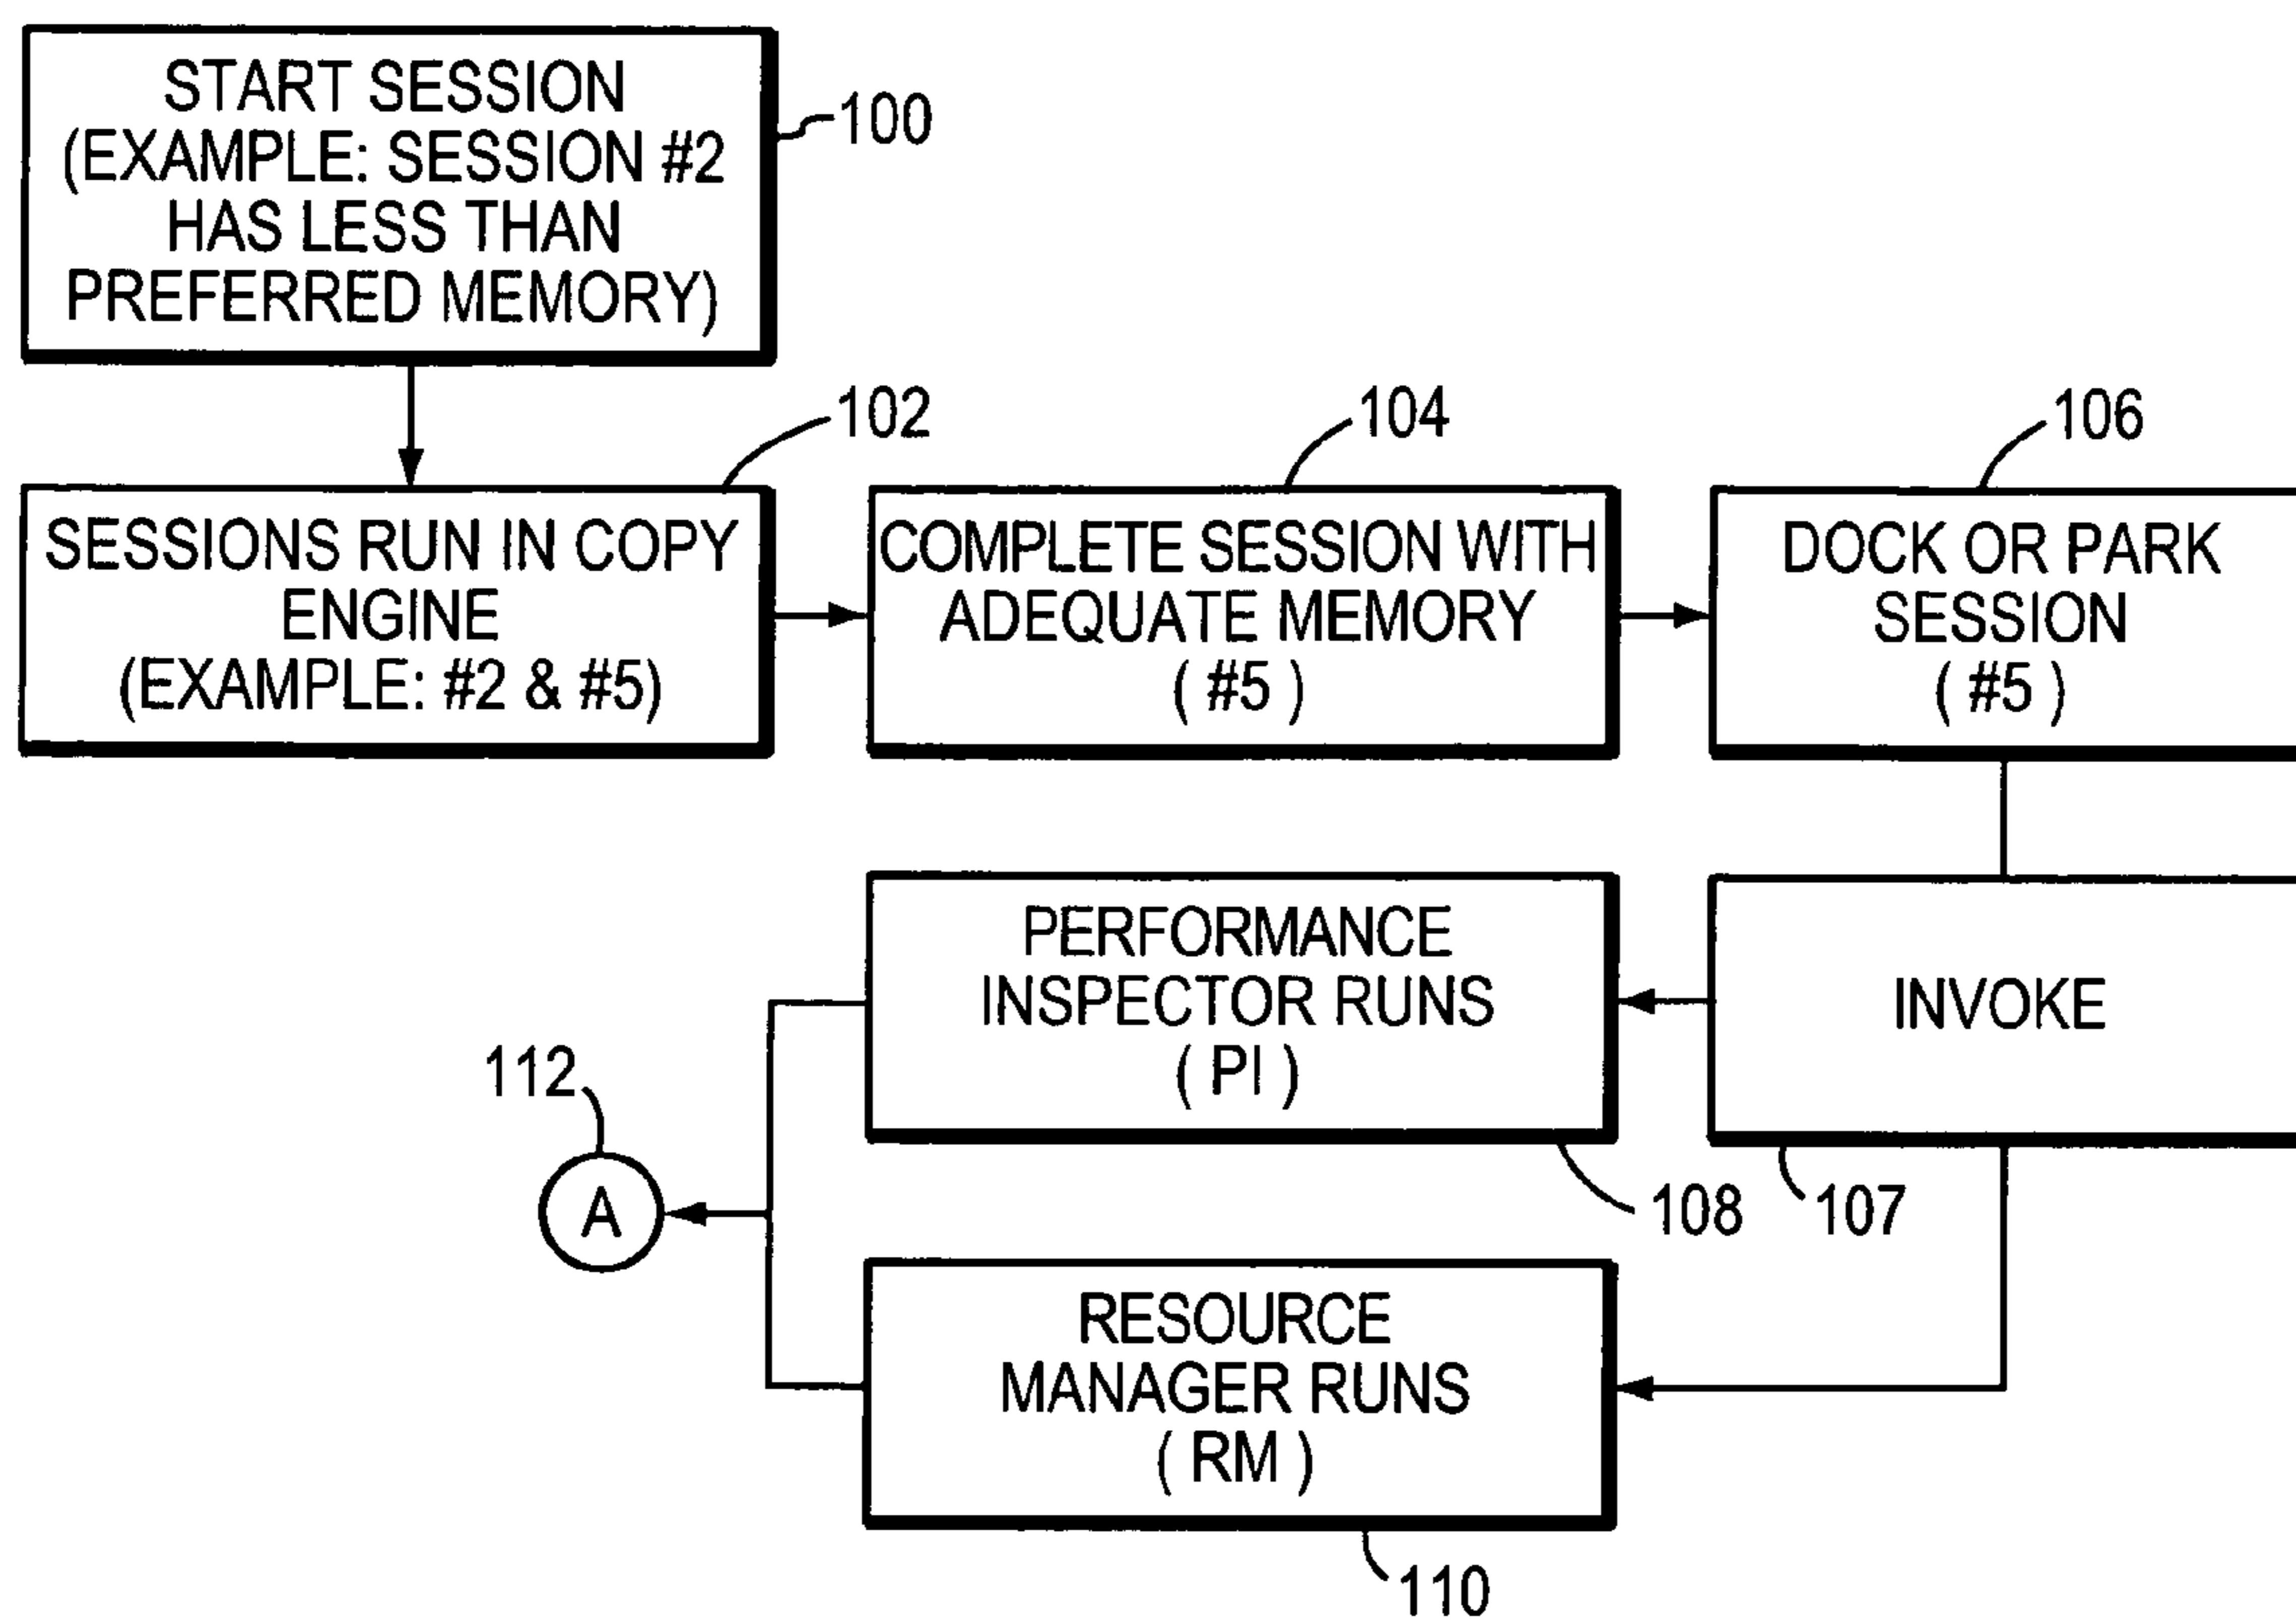 START SESSION
(EXAMPLE: SESSION #2
HAS LESS THAN
PREFERRED MEMORY)
100
102
SESSIONS RUN IN COPY
ENGINE
(EXAMPLE: #2 & #5)
104
COMPLETE SESSION WITH
ADEQUATE MEMORY
( #5 )
106
DOCK OR PARK
SESSION
( #5 )
INVOKE
107
PERFORMANCE
INSPECTOR RUNS
( PI )
108
112
A
RESOURCE
MANAGER RUNS
( RM )
110